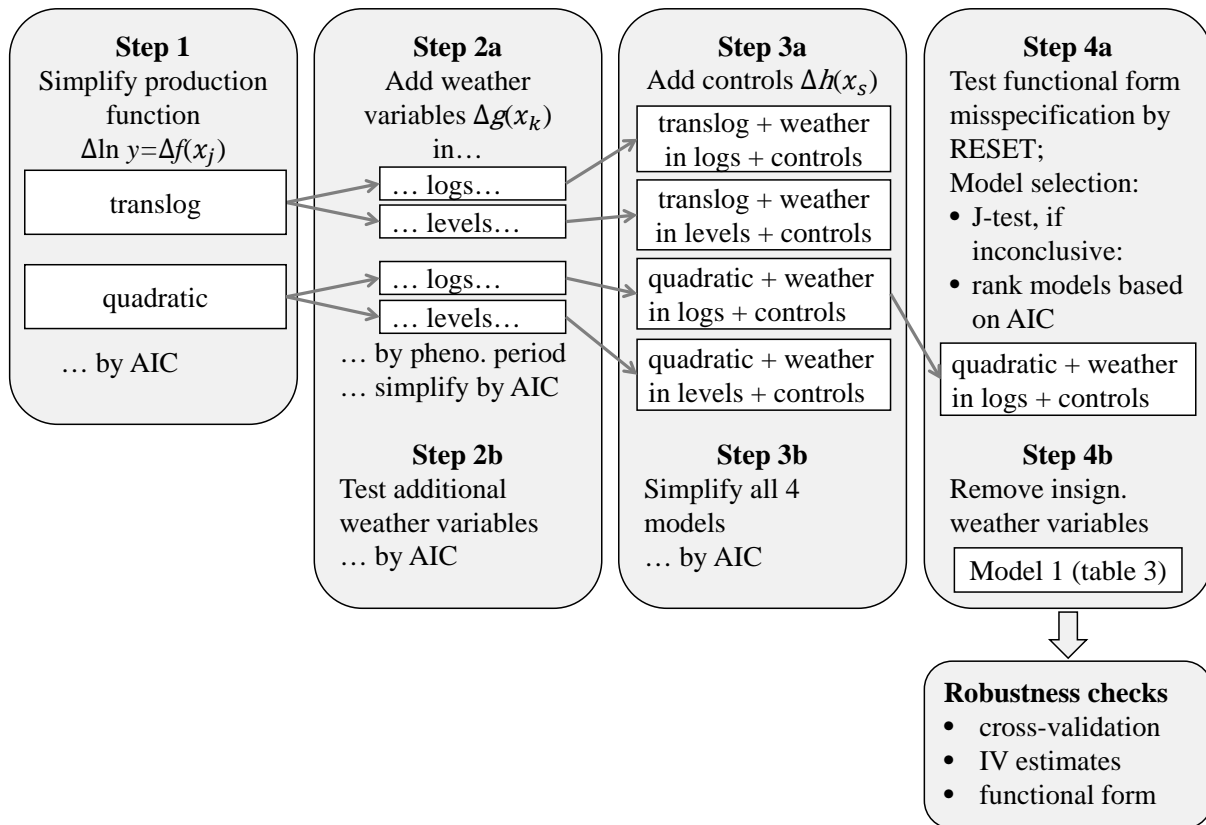 Step 1
Simplify production
function
Δln y=Δf(x_j)
translog
quadratic
… by AIC
Step 2a
Add weather
variables Δg(x_k)
in…
… logs…
… levels…
… logs…
… levels…
… by pheno. period
… simplify by AIC
Step 2b
Test additional
weather variables
… by AIC
Step 3a
Add controls Δh(x_s)
translog + weather
in logs + controls
translog + weather
in levels + controls
quadratic + weather
in logs + controls
quadratic + weather
in levels + controls
Step 3b
Simplify all 4
models
… by AIC
Step 4a
Test functional form
misspecification by
RESET;
Model selection:
• J-test, if
inconclusive:
• rank models based
on AIC
quadratic + weather
in logs + controls
Step 4b
Remove insign.
weather variables
Model 1 (table 3)
Robustness checks
• cross-validation
• IV estimates
• functional form